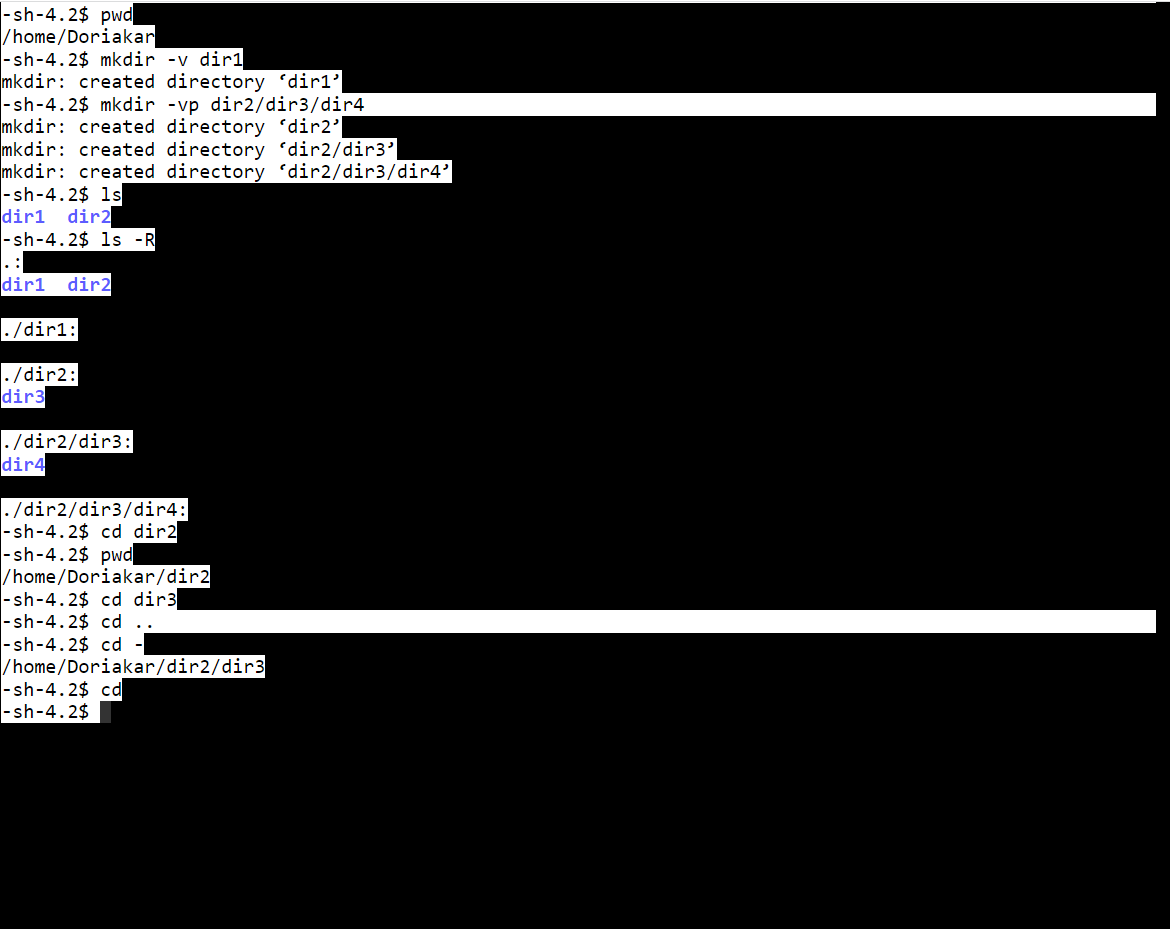 -sh-4.2$ pwd
/home/Doriakar
-sh-4.2$ mkdir -v dir1
mkdir: created directory ‘dir1’
-sh-4.2$ mkdir -vp dir2/dir3/dir4
mkdir: created directory ‘dir2’
mkdir: created directory ‘dir2/dir3’
mkdir: created directory ‘dir2/dir3/dir4’
-sh-4.2$ ls
dir1  dir2
-sh-4.2$ ls -R
.:
dir1  dir2

./dir1:

./dir2:
dir3

./dir2/dir3:
dir4

./dir2/dir3/dir4:
-sh-4.2$ cd dir2
-sh-4.2$ pwd
/home/Doriakar/dir2
-sh-4.2$ cd dir3
-sh-4.2$ cd ..
-sh-4.2$ cd -
/home/Doriakar/dir2/dir3
-sh-4.2$ cd
-sh-4.2$